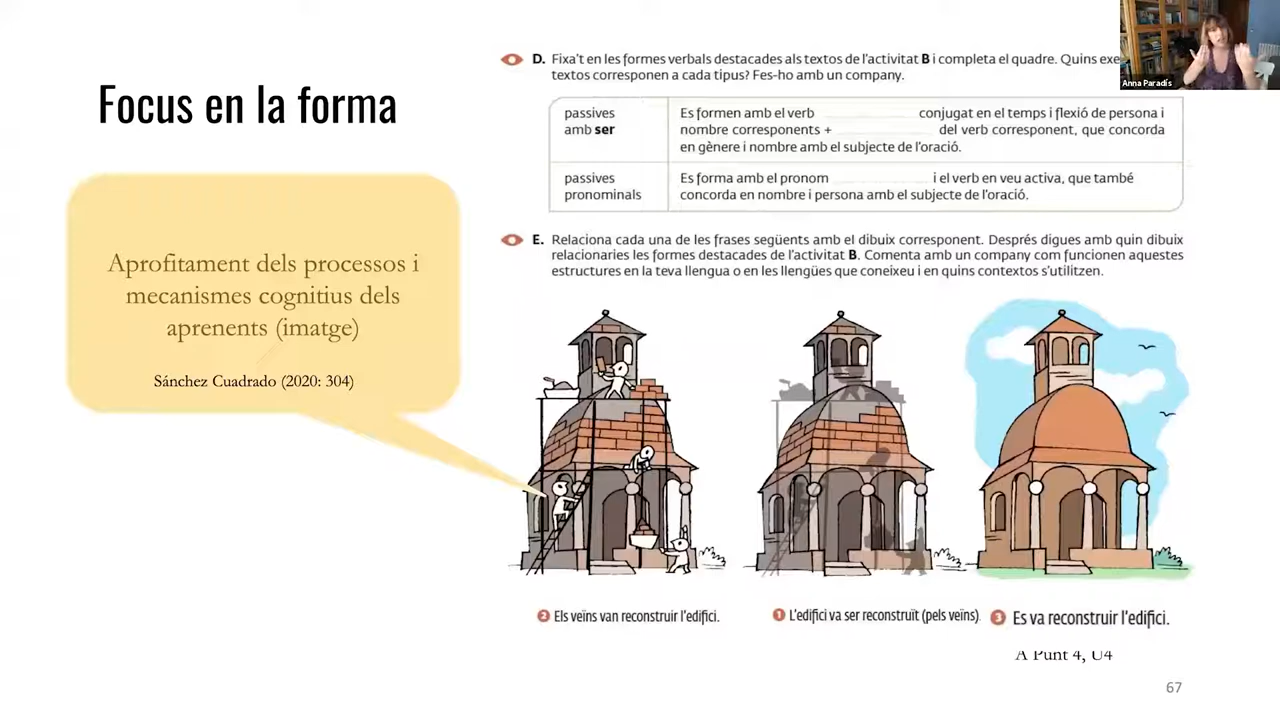 Focus en la forma
Aprofitament dels processos i
mecanismes cognitius dels
aprenents (imatge)
Sánchez Cuadrado (2020: 304)
D. Fixa't en les formes verbals destacades als textos de l'activitat B i completa el quadre. Quins
textos corresponen a cada tipus? Fes-ho amb un company.
passives
amb ser
Es formen amb el verb conjugat en el temps i flexió de persona i
nombre corresponents + del verb corresponent, que concorda
en gènere i nombre amb el subjecte de l'oració.
passives
pronominals
Es forma amb el pronom i el verb en veu activa, que també
concorda en nombre i persona amb el subjecte de l'oració.
E. Relaciona cada una de les frases següents amb el dibuix corresponent. Després digues amb quin dibuix
relacionaries les formes destacades de l'activitat B. Comenta amb un company com funcionen aquestes
estructures en la teva llengua o en les llengües que coneixeu i en quins contextos s'utilitzen.
2 Els veïns van reconstruir l'edifici.
1 L'edifici va ser reconstruït (pels veïns).
3 Es va reconstruir l'edifici.
A Punt 4, U4
67
Anna Paradís